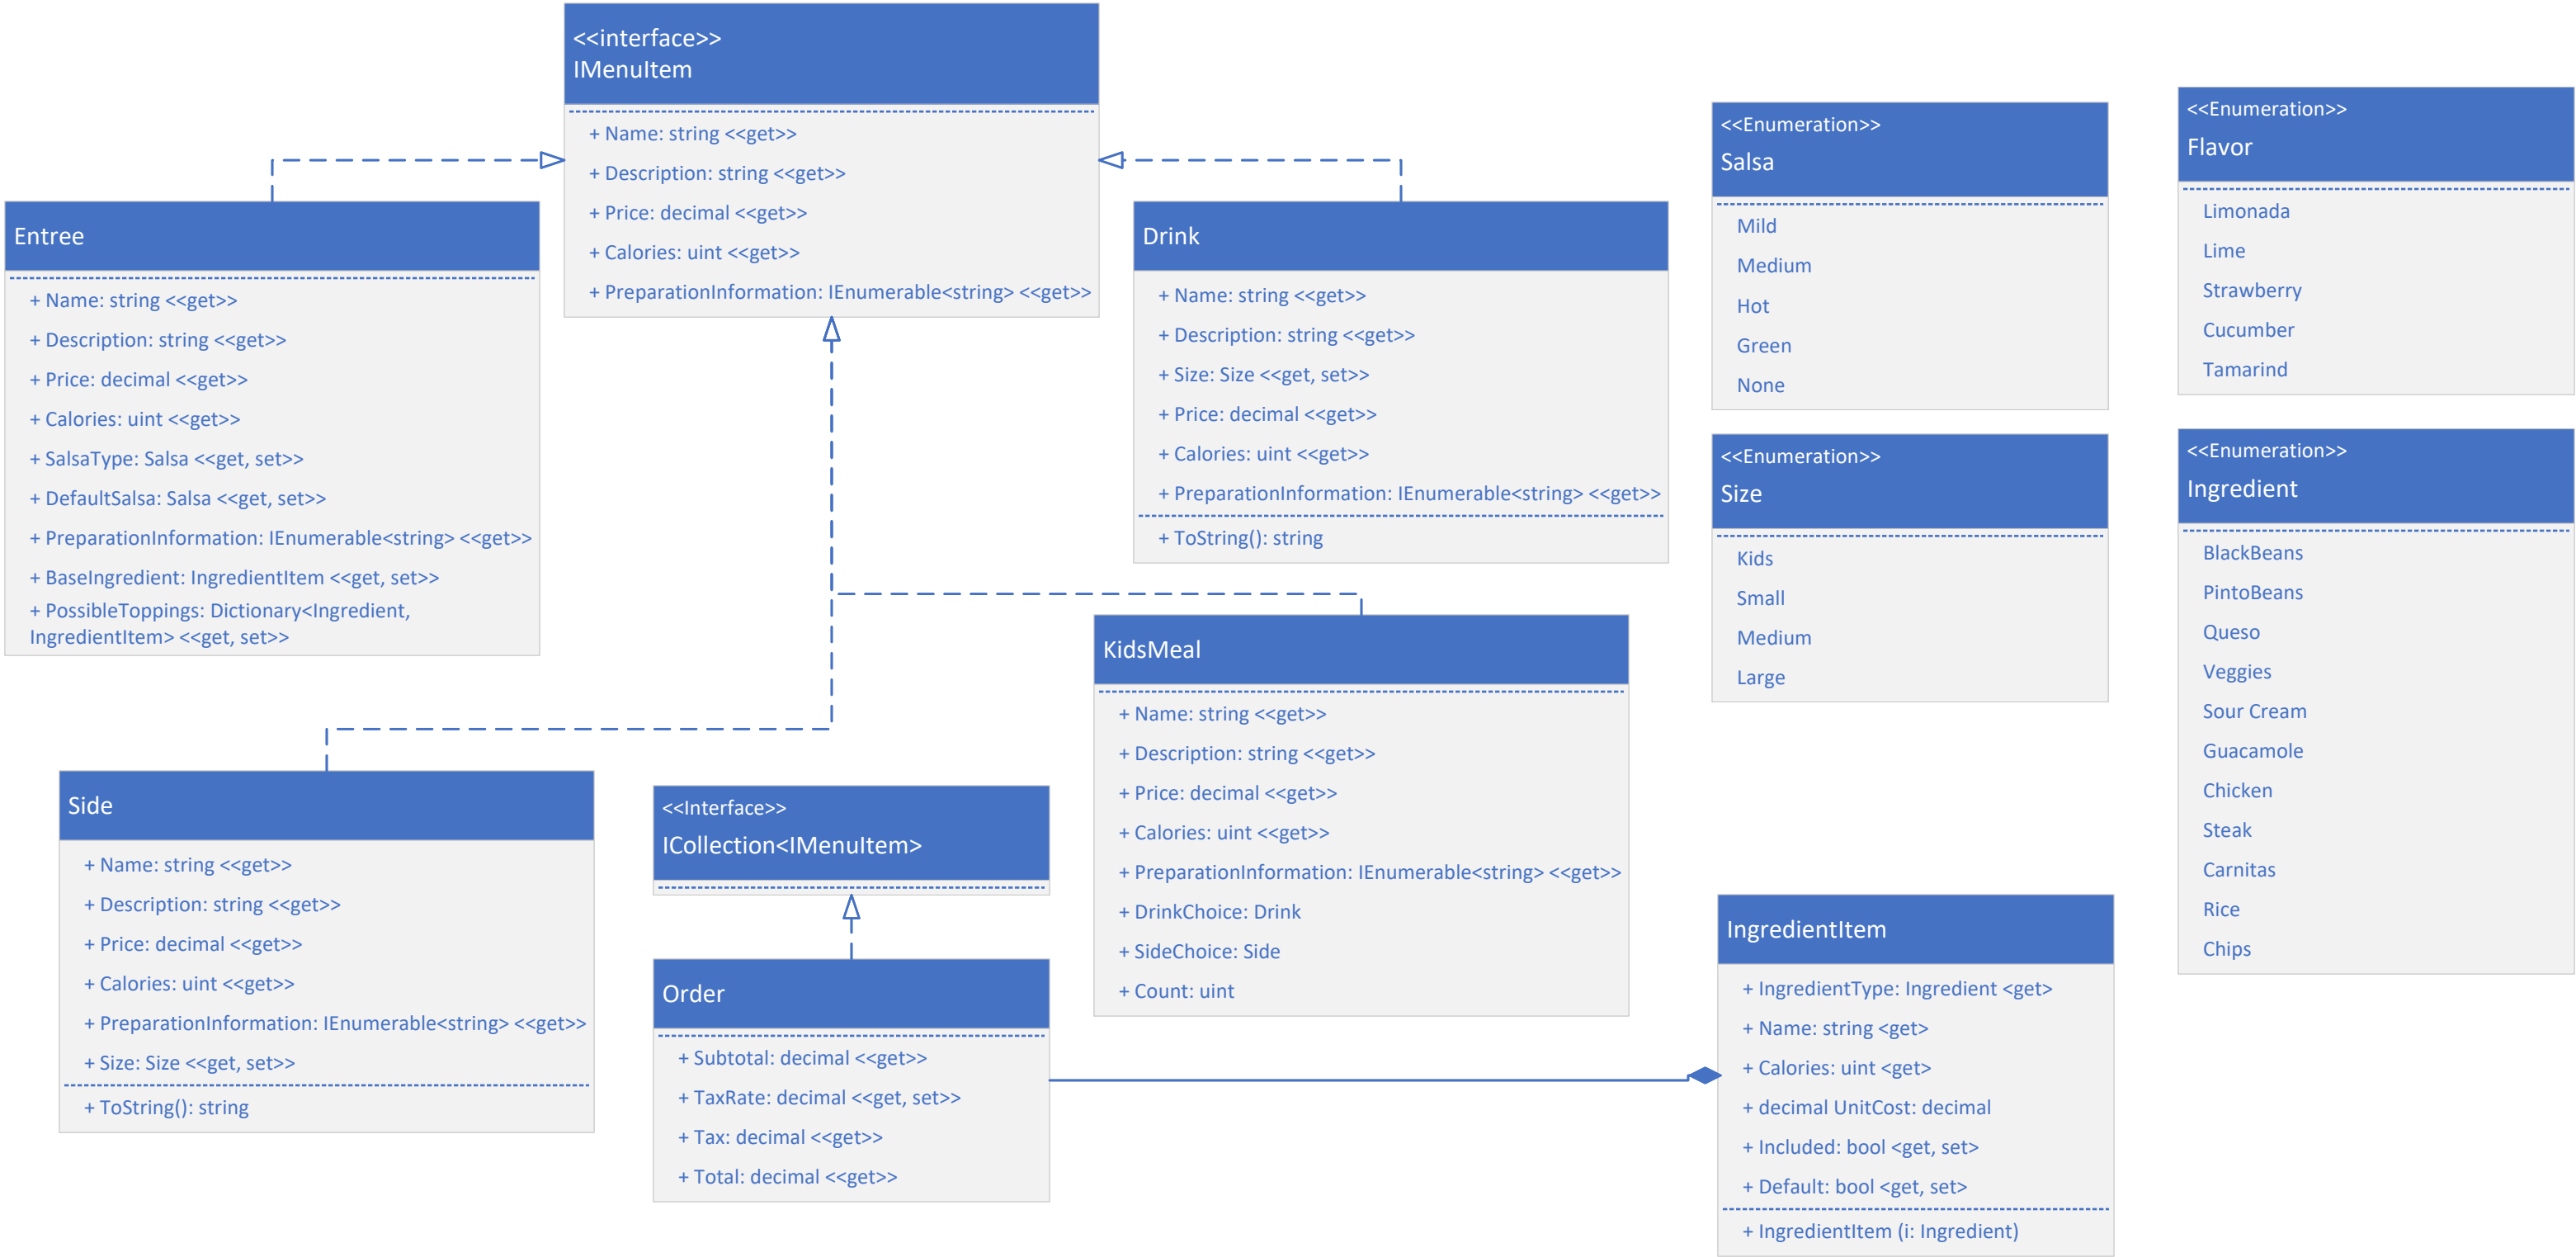 <<interface>>
IMenuItem
+ Name: string <<get>>
+ Description: string <<get>>
+ Price: decimal <<get>>
+ Calories: uint <<get>>
+ PreparationInformation: IEnumerable<string> <<get>>
Entree
+ Name: string <<get>>
+ Description: string <<get>>
+ Price: decimal <<get>>
+ Calories: uint <<get>>
+ SalsaType: Salsa <<get, set>>
+ DefaultSalsa: Salsa <<get, set>>
+ PreparationInformation: IEnumerable<string> <<get>>
+ BaseIngredient: IngredientItem <<get, set>>
+ PossibleToppings: Dictionary<Ingredient,
IngredientItem> <<get, set>>
Drink
+ Name: string <<get>>
+ Description: string <<get>>
+ Size: Size <<get, set>>
+ Price: decimal <<get>>
+ Calories: uint <<get>>
+ PreparationInformation: IEnumerable<string> <<get>>
+ ToString(): string
<<Enumeration>>
Salsa
Mild
Medium
Hot
Green
None
<<Enumeration>>
Flavor
Limonada
Lime
Strawberry
Cucumber
Tamarind
<<Enumeration>>
Size
Kids
Small
Medium
Large
<<Enumeration>>
Ingredient
BlackBeans
PintoBeans
Queso
Veggies
Sour Cream
Guacamole
Chicken
Steak
Carnitas
Rice
Chips
KidsMeal
+ Name: string <<get>>
+ Description: string <<get>>
+ Price: decimal <<get>>
+ Calories: uint <<get>>
+ PreparationInformation: IEnumerable<string> <<get>>
+ DrinkChoice: Drink
+ SideChoice: Side
+ Count: uint
Side
+ Name: string <<get>>
+ Description: string <<get>>
+ Price: decimal <<get>>
+ Calories: uint <<get>>
+ PreparationInformation: IEnumerable<string> <<get>>
+ Size: Size <<get, set>>
+ ToString(): string
<<Interface>>
ICollection<IMenuItem>
Order
+ Subtotal: decimal <<get>>
+ TaxRate: decimal <<get, set>>
+ Tax: decimal <<get>>
+ Total: decimal <<get>>
IngredientItem
+ IngredientType: Ingredient <get>
+ Name: string <get>
+ Calories: uint <get>
+ decimal UnitCost: decimal
+ Included: bool <get, set>
+ Default: bool <get, set>
+ IngredientItem (i: Ingredient)